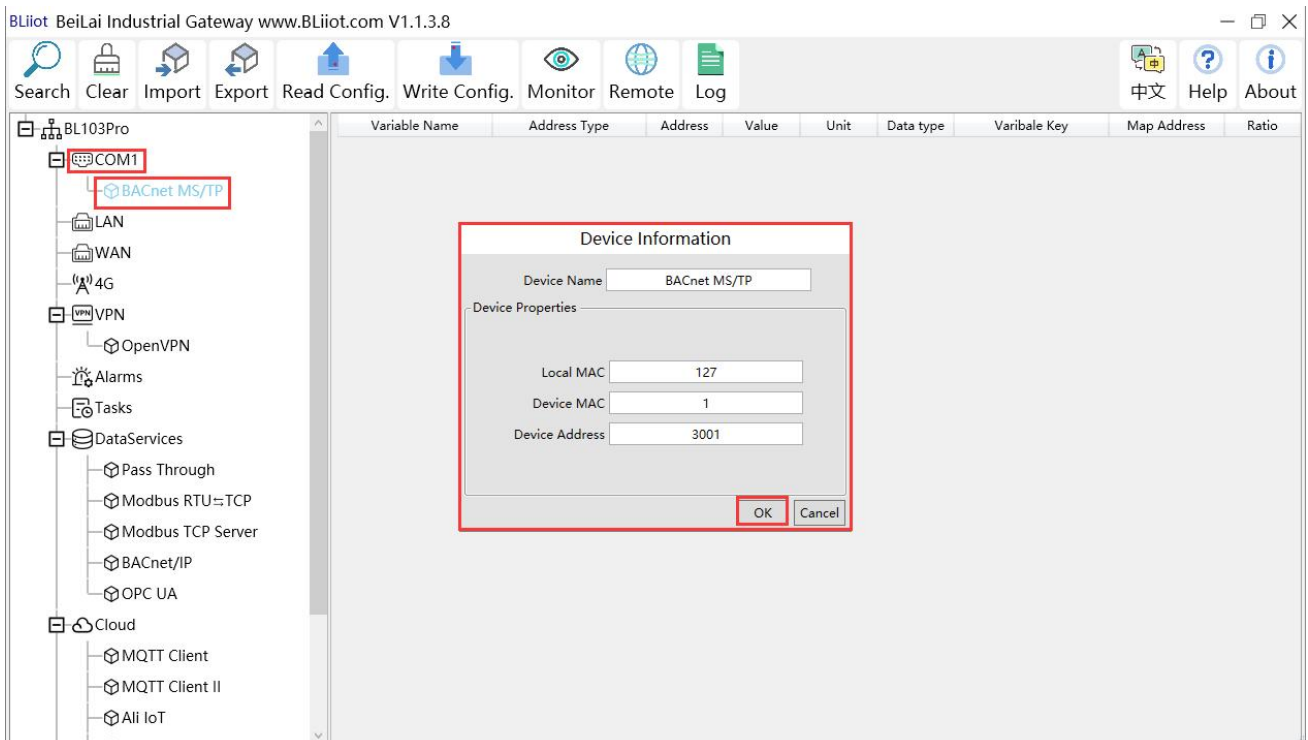 BLiiot BeiLai Industrial Gateway www.BLiiot.com V1.1.3.8
Search Clear Import Export Read Config. Write Config. Monitor Remote Log 中文 Help About
BL103Pro
COM1
BACnet MS/TP
LAN
WAN
4G
VPN VPN
OpenVPN
Alarms
Tasks
DataServices
Pass Through
Modbus RTU⇆TCP
Modbus TCP Server
BACnet/IP
OPC UA
Cloud
MQTT Client
MQTT Client II
Ali IoT
Variable Name Address Type Address Value Unit Data type Varibale Key Map Address Ratio
Device Information
Device Name BACnet MS/TP
Device Properties
Local MAC 127
Device MAC 1
Device Address 3001
OK Cancel